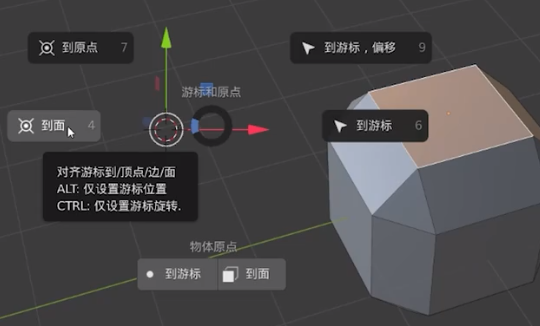 到原点 7
到游标，偏移 9
游标和原点
到面 4
到游标 6
对齐游标到/顶点/边/面
ALT: 仅设置游标位置
CTRL: 仅设置游标旋转.
物体原点
到游标 到面